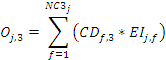 O_{j,3} = \sum_{f=1}^{NC3_j} (CD_{f,3} * EI_{j,f})